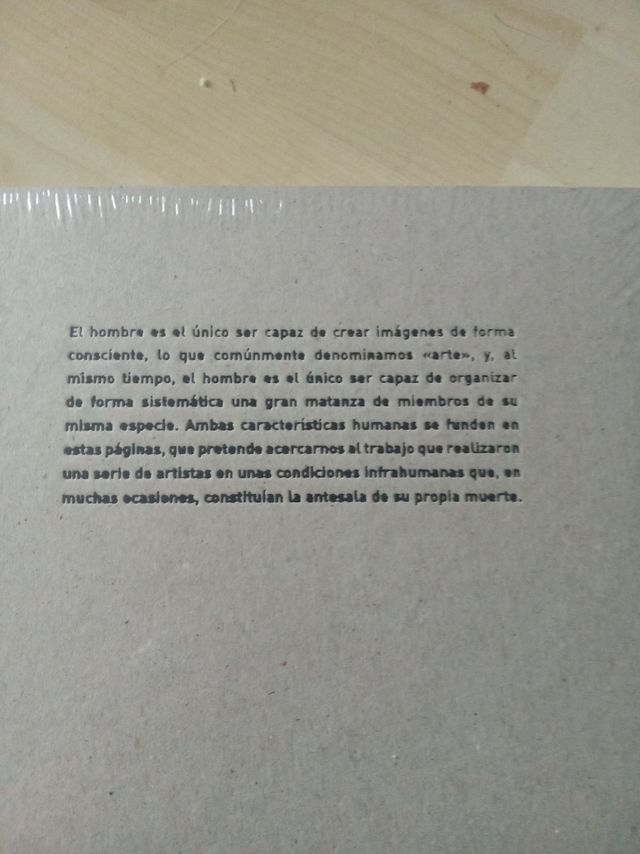 El hombre es el único ser capaz de crear imágenes de forma
consciente, lo que comúnmente denominamos «arte», y, al
mismo tiempo, el hombre es el único ser capaz de organizar
de forma sistemática una gran matanza de miembros de su
misma especie. Ambas características humanas se funden en
estas páginas, que pretende acercarnos al trabajo que realizaron
una serie de artistas en unas condiciones infrahumanas que, en
muchas ocasiones, constituían la antesala de su propia muerte.